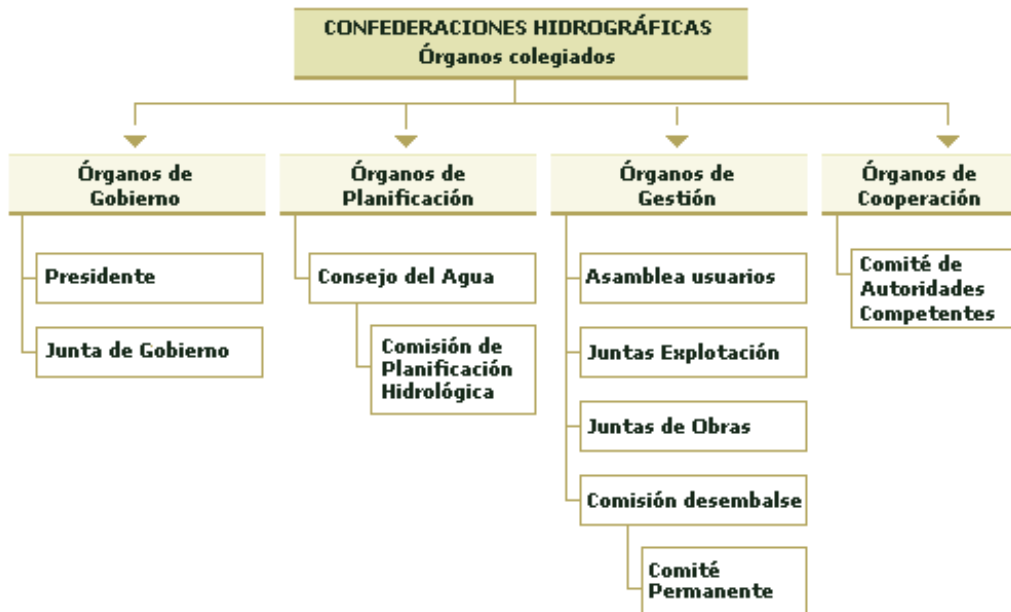 CONFEDERACIONES HIDROGRÁFICAS
Órganos colegiados
Órganos de
Gobierno
Presidente
Junta de Gobierno
Órganos de
Planificación
Consejo del Agua
Comisión de
Planificación
Hidrológica
Órganos de
Gestión
Asamblea usuarios
Juntas Explotación
Juntas de Obras
Comisión desembalse
Comité
Permanente
Órganos de
Cooperación
Comité de
Autoridades
Competentes